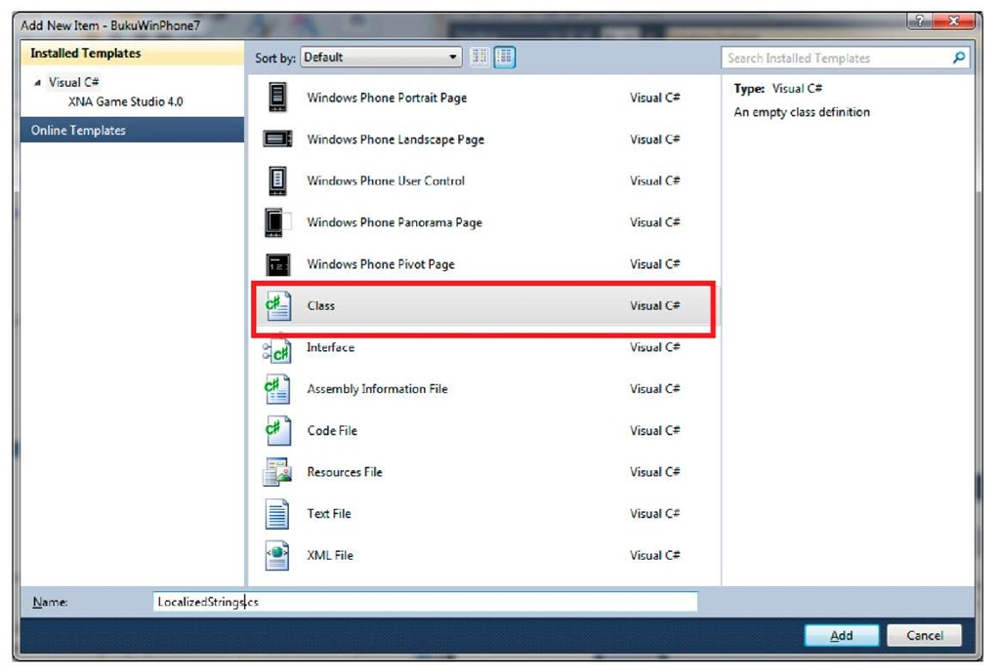 Add New Item - BukuWinPhone7
Installed Templates
Visual C#
XNA Game Studio 4.0
Online Templates
Sort by: Default
Search Installed Templates
Windows Phone Portrait Page Visual C#
Windows Phone Landscape Page Visual C#
Windows Phone User Control Visual C#
Windows Phone Panorama Page Visual C#
Windows Phone Pivot Page Visual C#
Class Visual C#
Interface Visual C#
Assembly Information File Visual C#
Code File Visual C#
Resources File Visual C#
Text File Visual C#
XML File Visual C#
Type: Visual C#
An empty class definition
Name: LocalizedStrings.cs
Add Cancel